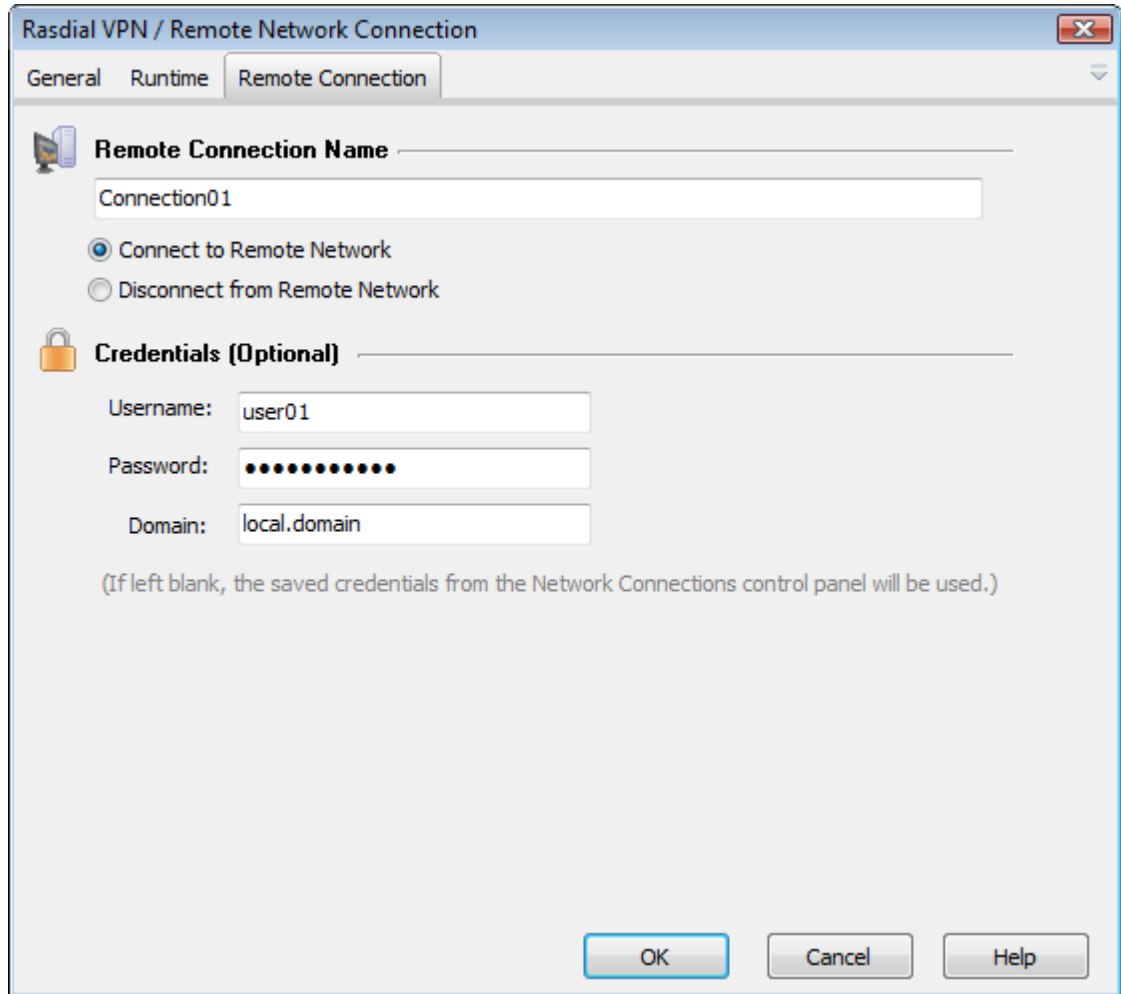 Rasdial VPN / Remote Network Connection
General Runtime Remote Connection
Remote Connection Name
Connection01
Connect to Remote Network
Disconnect from Remote Network
Credentials (Optional)
Username: user01
Password: ●●●●●●●●●●●
Domain: local.domain
(If left blank, the saved credentials from the Network Connections control panel will be used.)
OK Cancel Help